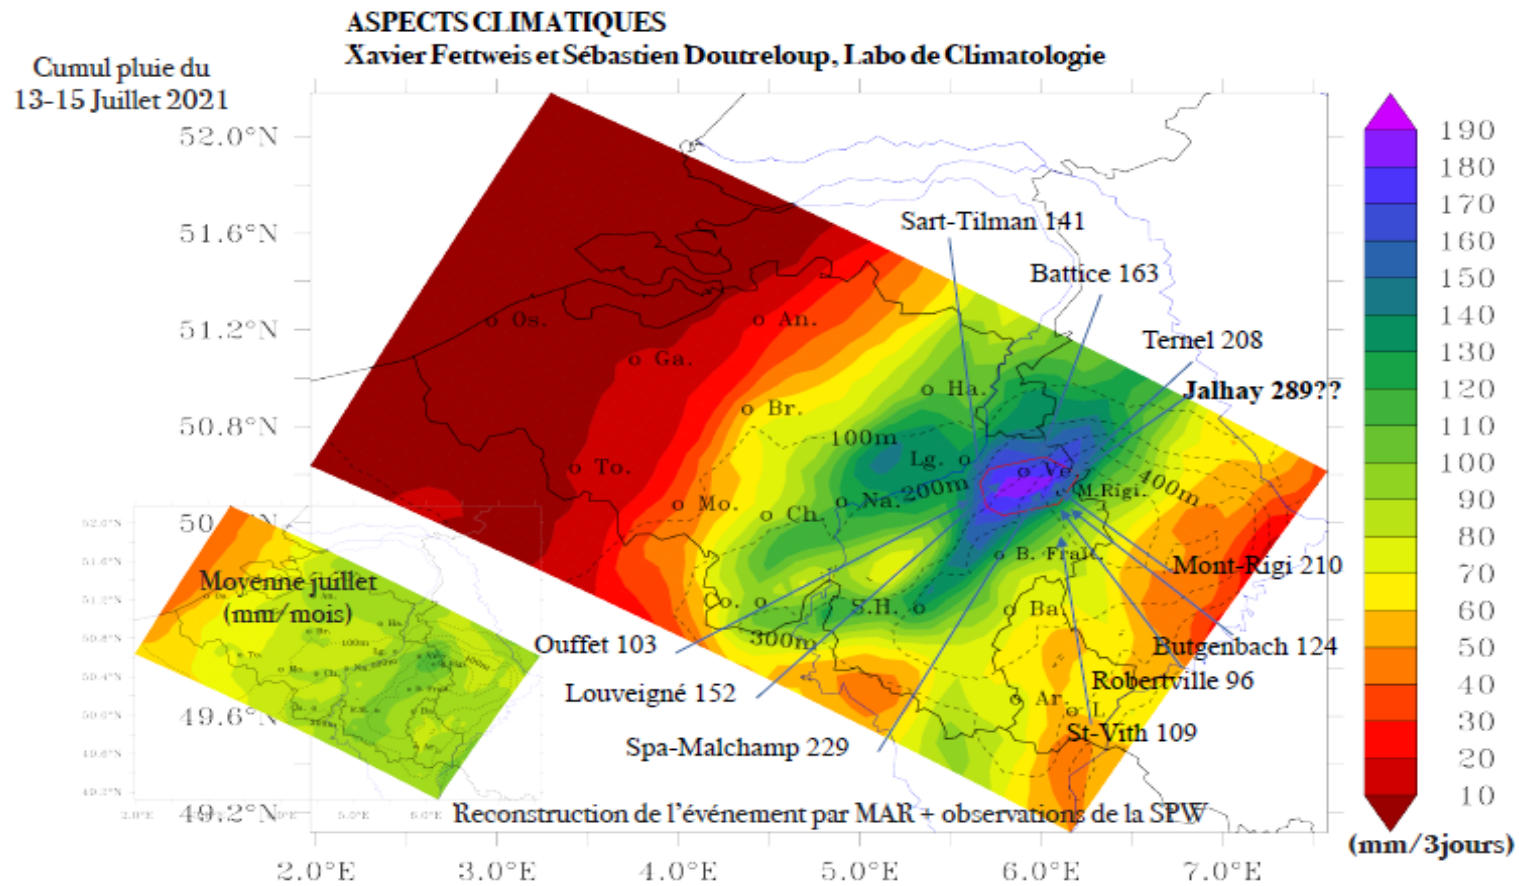 ASPECTS CLIMATIQUES
Xavier Fettweis et Sébastien Doutreloup, Labo de Climatologie
Cumul pluie du
13-15 Juillet 2021
52.0°N
51.6°N
51.2°N
50.8°N
50
49.6°N
49.2°N
2.0°E
3.0°E
4.0°E
5.0°E
6.0°E
7.0°E
Sart-Tilman 141
Battice 163
Ternel 208
Jalhay 289??
Os.
An.
Ga.
Ha.
Br.
100m
To.
Lg.
Ve.
400m
M.Rigi.
Mo.
Na.
200m
Ch.
B. Frai.
Mont-Rigi 210
Co.
S.H.
Ba.
300m
Ouffet 103
Butgenbach 124
Louveigné 152
Robertville 96
Ar.
L
St-Vith 109
Spa-Malchamp 229
Reconstruction de l'événement par MAR + observations de la SPW
Moyenne juillet
(mm/mois)
190
180
170
160
150
140
130
120
110
100
90
80
70
60
50
40
30
20
10
(mm/3jours)